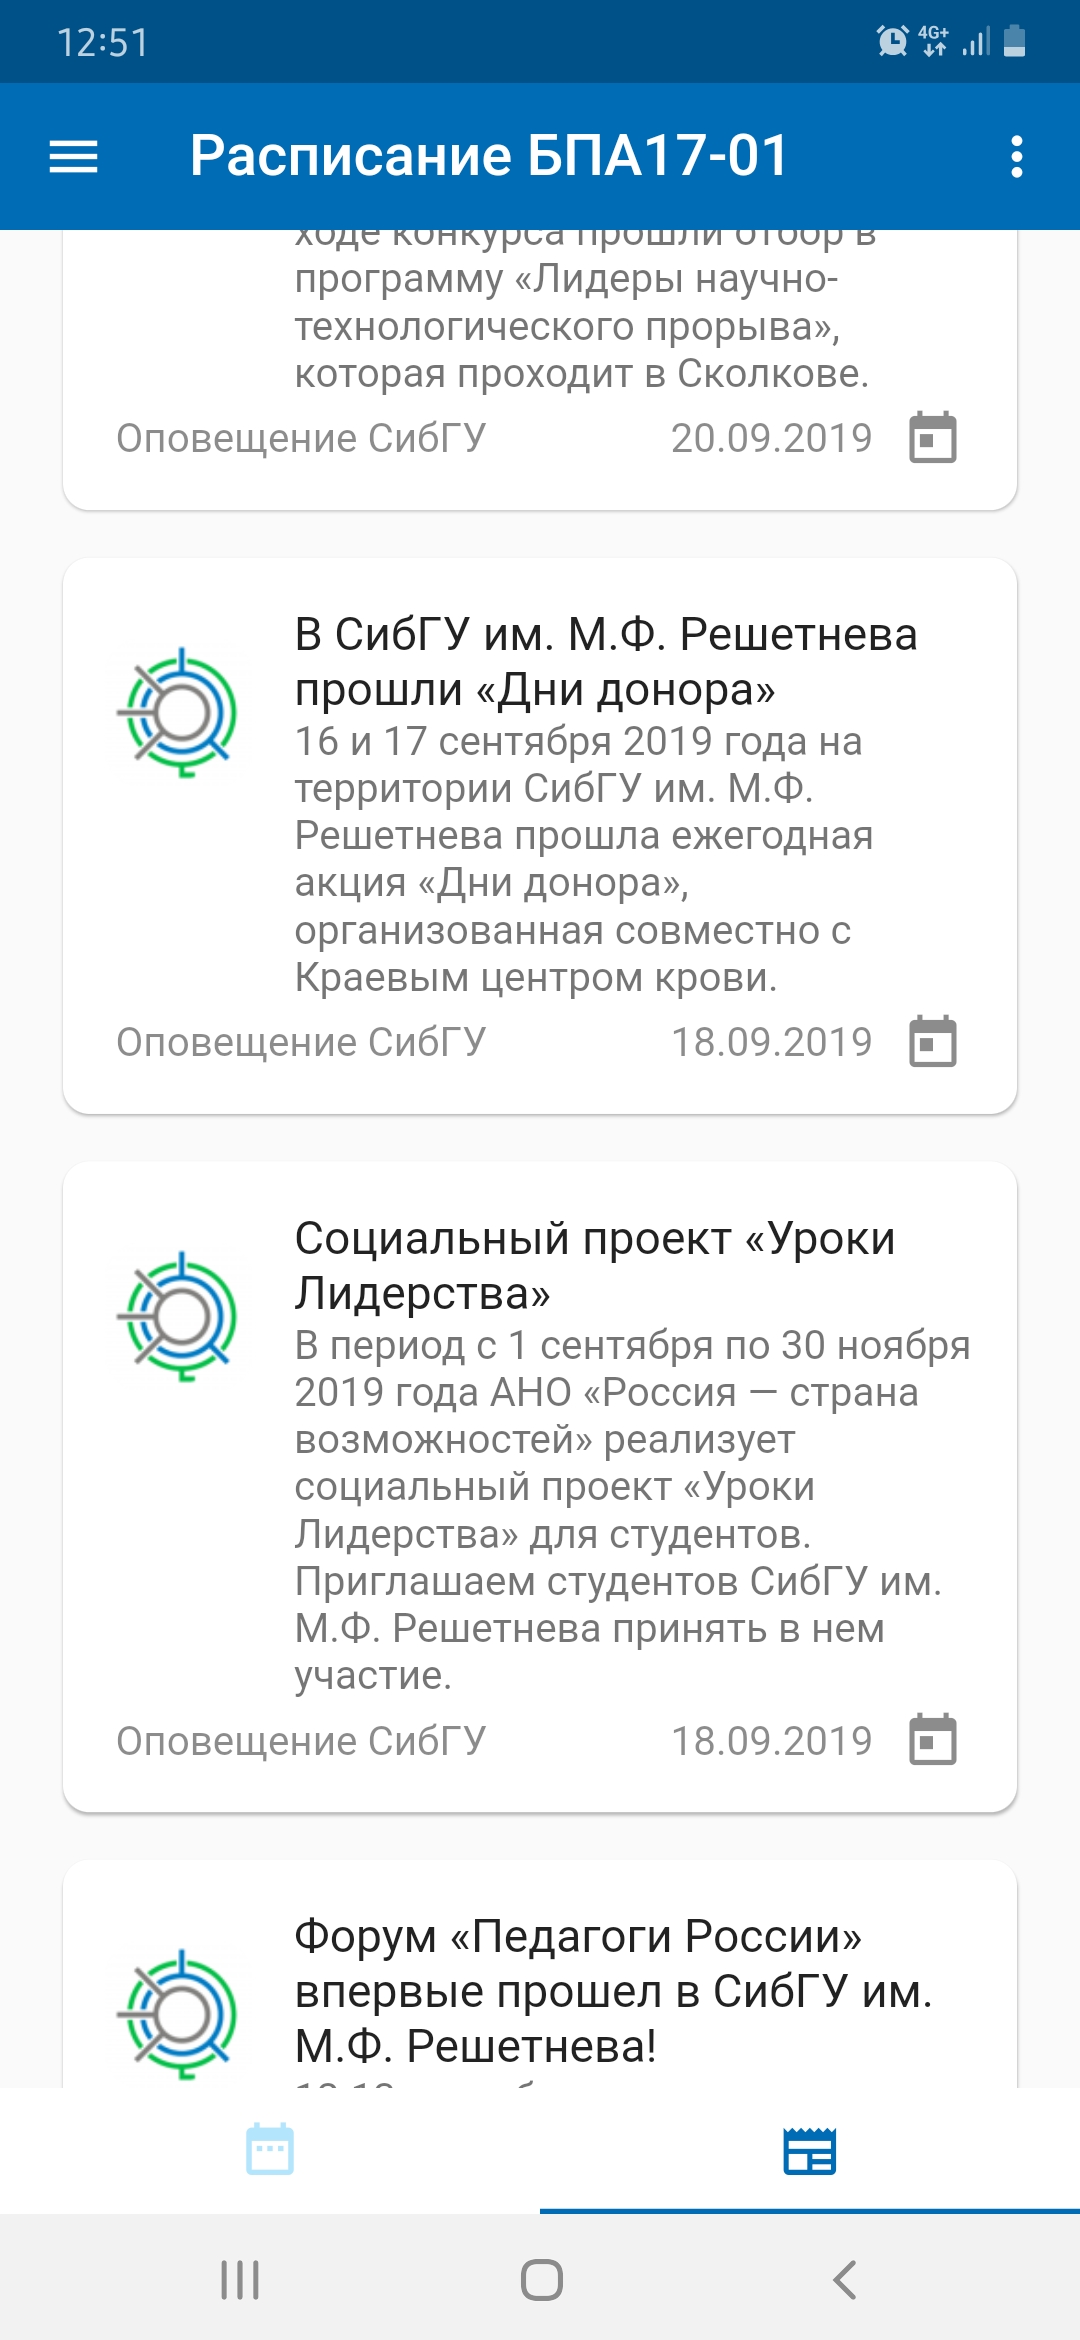 12:51
4G+
Расписание БПА17-01
ходе конкурса прошли отбор в
программу «Лидеры научно-
технологического прорыва»,
которая проходит в Сколкове.
Оповещение СибГУ 20.09.2019
В СибГУ им. М.Ф. Решетнева
прошли «Дни донора»
16 и 17 сентября 2019 года на
территории СибГУ им. М.Ф.
Решетнева прошла ежегодная
акция «Дни донора»,
организованная совместно с
Краевым центром крови.
Оповещение СибГУ 18.09.2019
Социальный проект «Уроки
Лидерства»
В период с 1 сентября по 30 ноября
2019 года АНО «Россия — страна
возможностей» реализует
социальный проект «Уроки
Лидерства» для студентов.
Приглашаем студентов СибГУ им.
М.Ф. Решетнева принять в нем
участие.
Оповещение СибГУ 18.09.2019
Форум «Педагоги России»
впервые прошел в СибГУ им.
М.Ф. Решетнева!